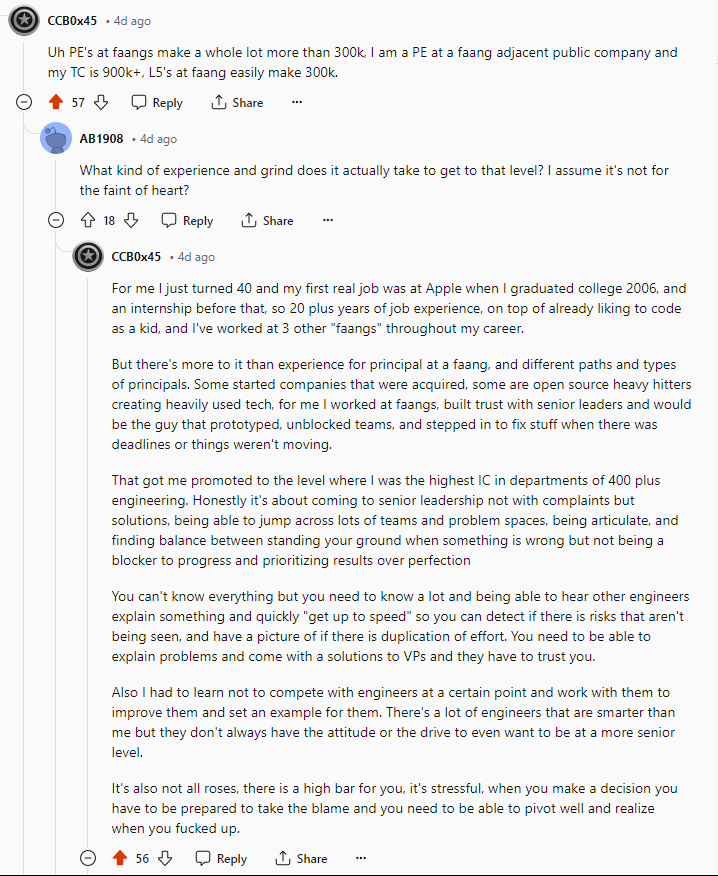 CCB0x45 • 4d ago
Uh PE's at faangs make a whole lot more than 300k, I am a PE at a faang adjacent public company and
my TC is 900k+, L5's at faang easily make 300k.
57 Reply Share ...
AB1908 • 4d ago
What kind of experience and grind does it actually take to get to that level? I assume it's not for
the faint of heart?
18 Reply Share ...
CCB0x45 • 4d ago
For me I just turned 40 and my first real job was at Apple when I graduated college 2006, and
an internship before that, so 20 plus years of job experience, on top of already liking to code
as a kid, and I've worked at 3 other "faangs" throughout my career.
But there's more to it than experience for principal at a faang, and different paths and types
of principals. Some started companies that were acquired, some are open source heavy hitters
creating heavily used tech, for me I worked at faangs, built trust with senior leaders and would
be the guy that prototyped, unblocked teams, and stepped in to fix stuff when there was
deadlines or things weren't moving.
That got me promoted to the level where I was the highest IC in departments of 400 plus
engineering. Honestly it's about coming to senior leadership not with complaints but
solutions, being able to jump across lots of teams and problem spaces, being articulate, and
finding balance between standing your ground when something is wrong but not being a
blocker to progress and prioritizing results over perfection
You can't know everything but you need to know a lot and being able to hear other engineers
explain something and quickly "get up to speed" so you can detect if there is risks that aren't
being seen, and have a picture of if there is duplication of effort. You need to be able to
explain problems and come with a solutions to VPs and they have to trust you.
Also I had to learn not to compete with engineers at a certain point and work with them to
improve them and set an example for them. There's a lot of engineers that are smarter than
me but they don't always have the attitude or the drive to even want to be at a more senior
level.
It's also not all roses, there is a high bar for you, it's stressful, when you make a decision you
have to be prepared to take the blame and you need to be able to pivot well and realize
when you fucked up.
56 Reply Share ...